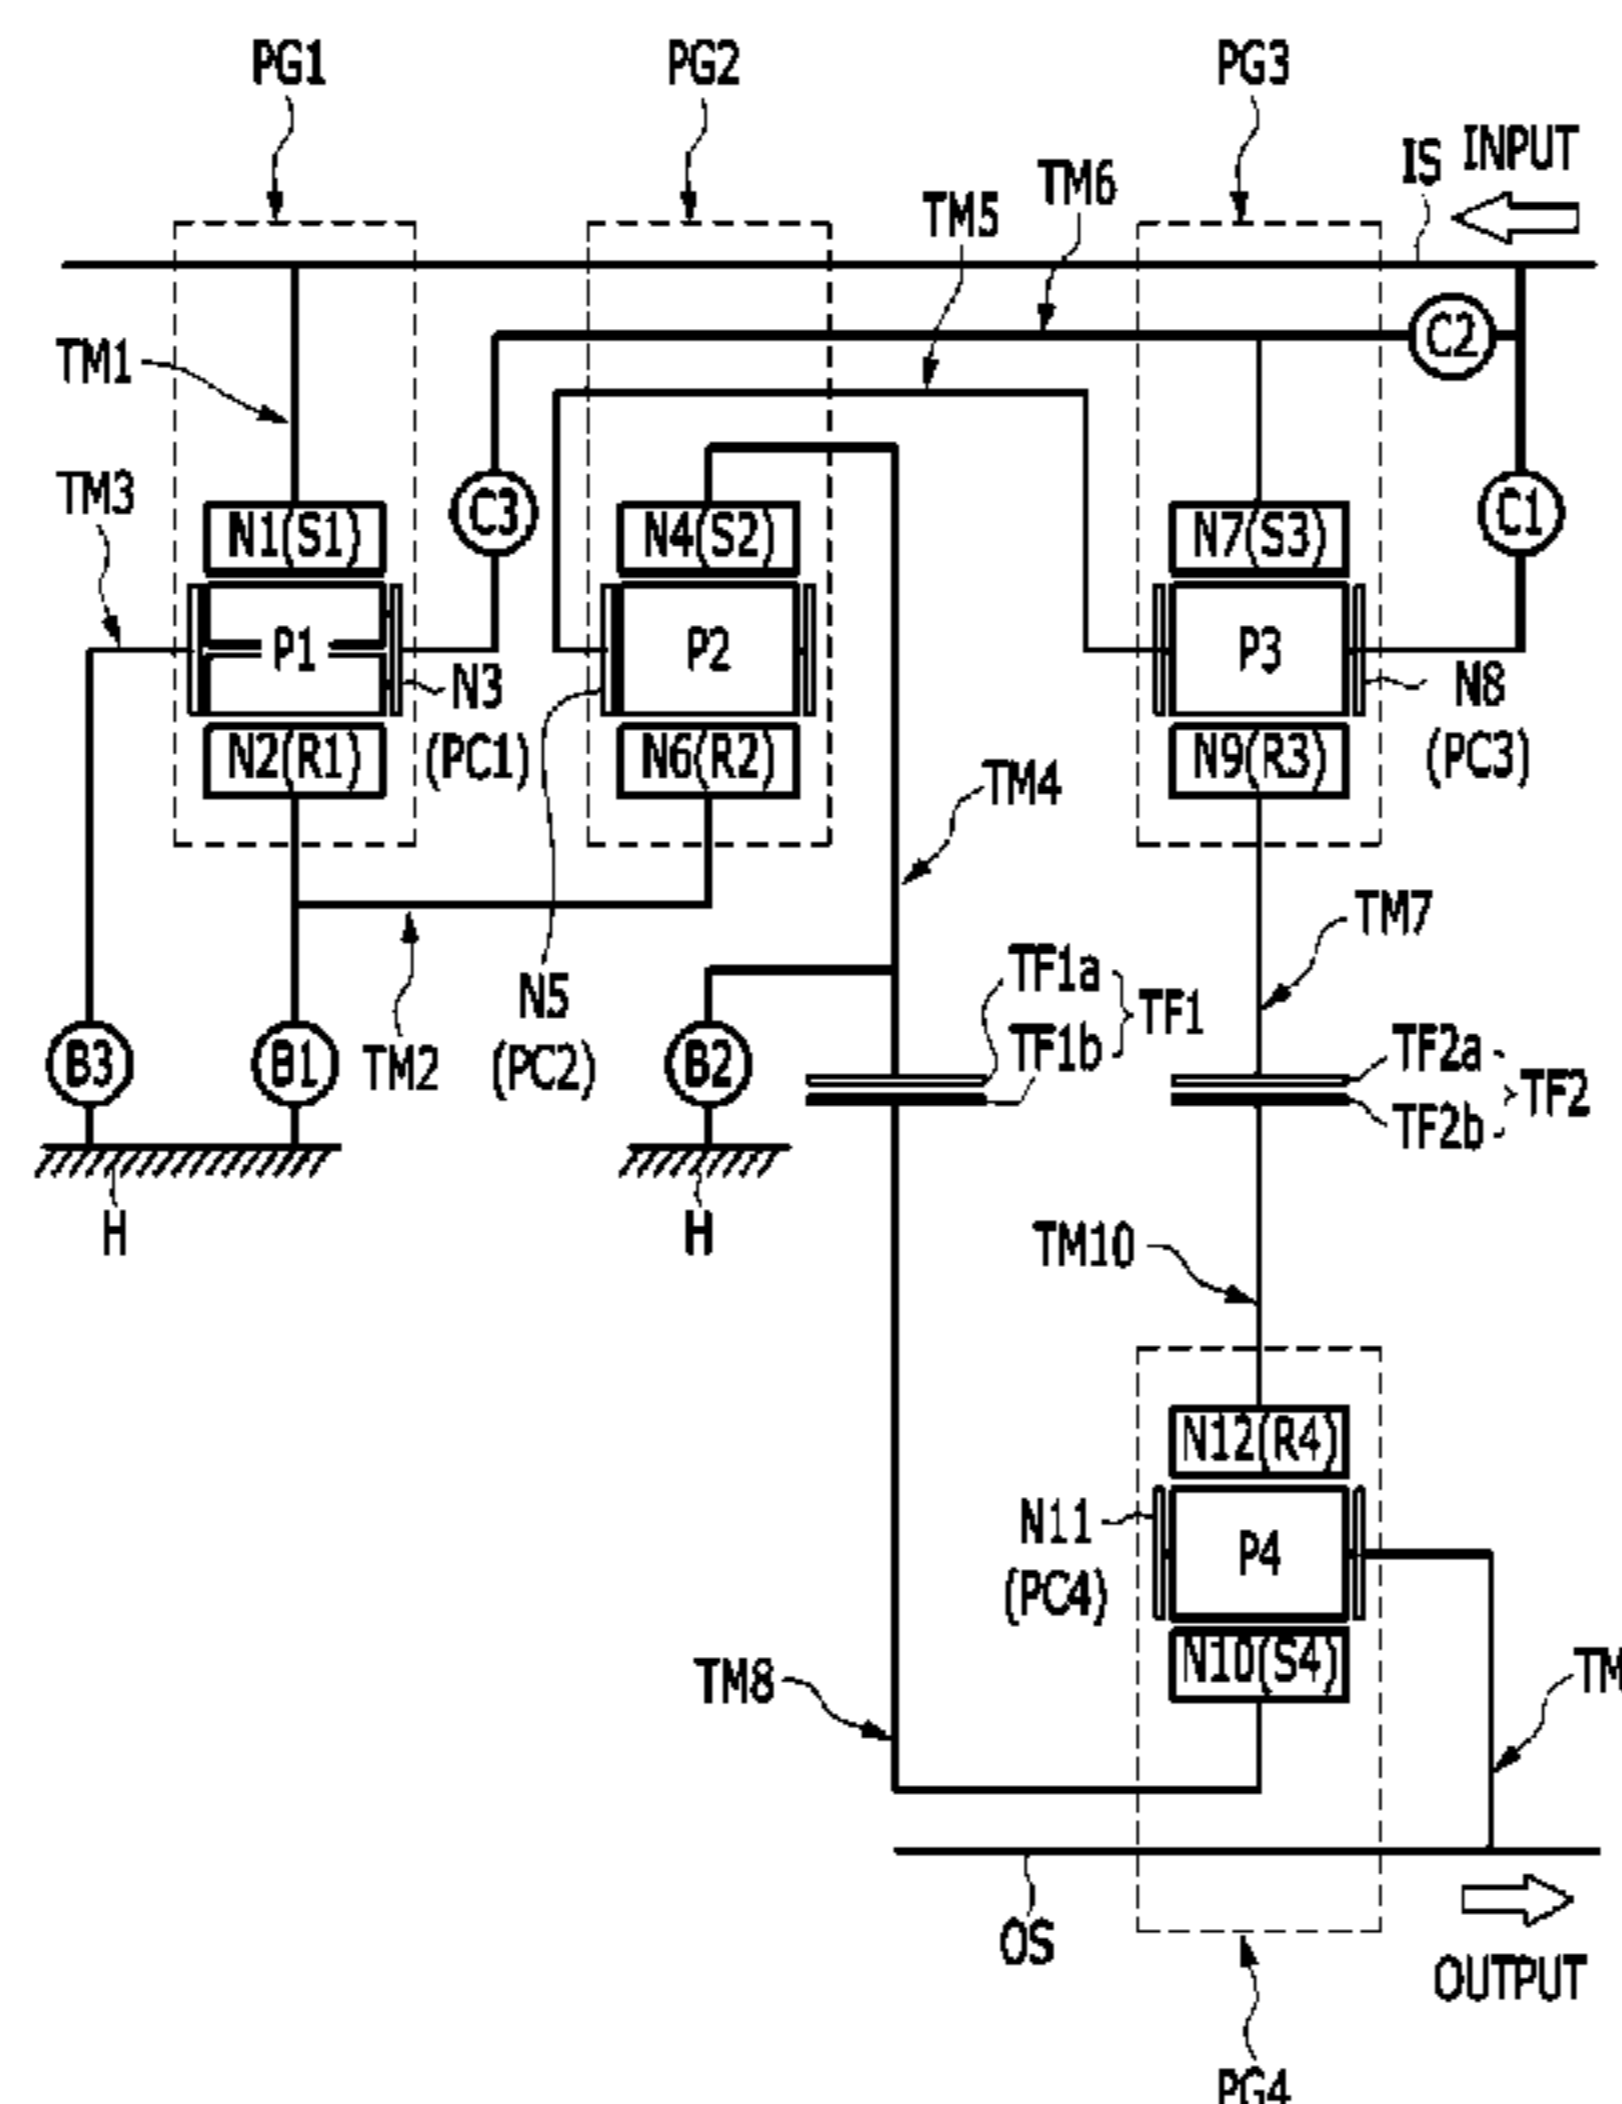 PG1
PG2
PG3
IS INPUT
TM6
TM5
TM1
C2
TM3
C3
C1
N1(S1)
N4(S2)
N7(S3)
P1
P2
P3
N3
(PC1)
N8
(PC3)
N2(R1)
N6(R2)
N9(R3)
TM4
TM7
N5
(PC2)
TF1a
TF1b
TF1
TF2a
TF2b
TF2
B3
B1
TM2
B2
H
H
TM10
N12(R4)
N11
(PC4)
P4
N10(S4)
TM8
TM
OS
OUTPUT
PG4